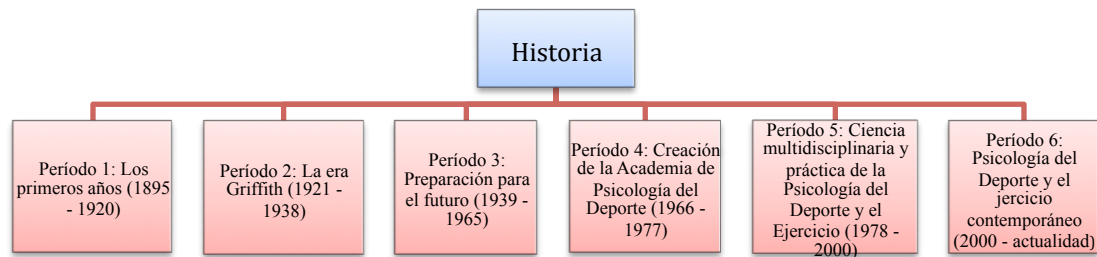 Historia
Período 1: Los
primeros años (1895
- 1920)
Período 2: La era
Griffith (1921 -
1938)
Período 3:
Preparación para
el futuro (1939 -
1965)
Período 4: Creación
de la Academia de
Psicología del
Deporte (1966 -
1977)
Período 5: Ciencia
multidisciplinaria y
práctica de la
Psicología del
Deporte y el
Ejercicio (1978 -
2000)
Período 6:
Psicología del
Deporte y el
jercicio
contemporáneo
(2000 - actualidad)